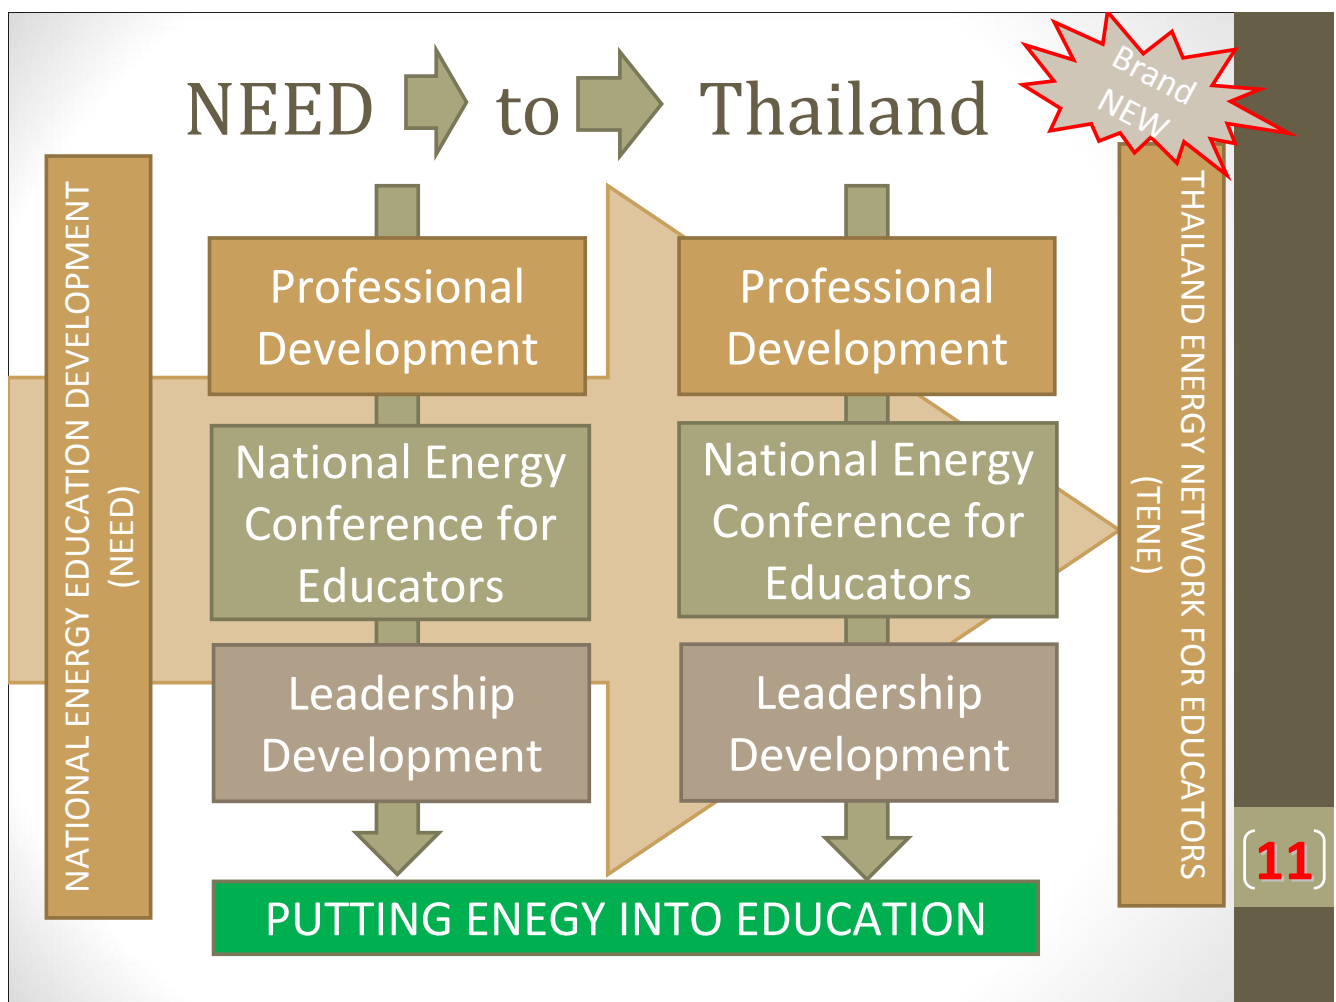 NEED to Thailand
Brand
NEW
NATIONAL ENERGY EDUCATION DEVELOPMENT
(NEED)
Professional
Development
National Energy
Conference for
Educators
Leadership
Development
Professional
Development
National Energy
Conference for
Educators
Leadership
Development
THAILAND ENERGY NETWORK FOR EDUCATORS
(TENE)
PUTTING ENEGY INTO EDUCATION
11